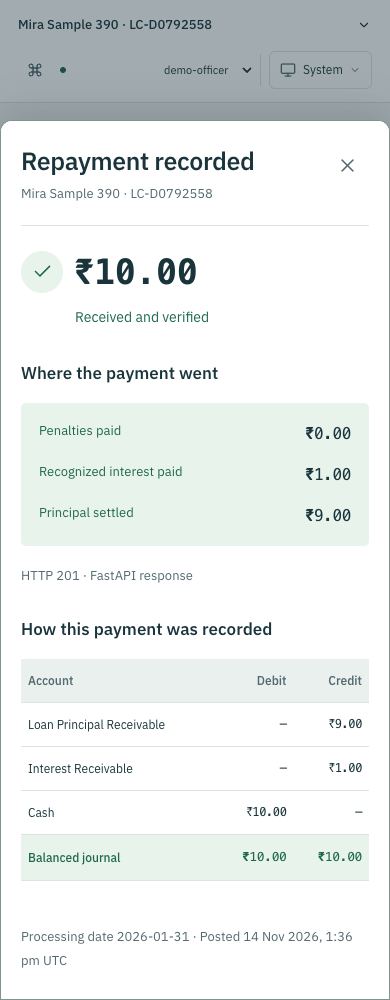 Mira Sample 390 · LC-D0792558
⌘ demo-officer System
Repayment recorded
Mira Sample 390 · LC-D0792558
₹10.00
Received and verified
Where the payment went
Penalties paid ₹0.00
Recognized interest paid ₹1.00
Principal settled ₹9.00
HTTP 201 · FastAPI response
How this payment was recorded
Account Debit Credit
Loan Principal Receivable — ₹9.00
Interest Receivable — ₹1.00
Cash ₹10.00 —
Balanced journal ₹10.00 ₹10.00
Processing date 2026-01-31 · Posted 14 Nov 2026, 1:36
pm UTC